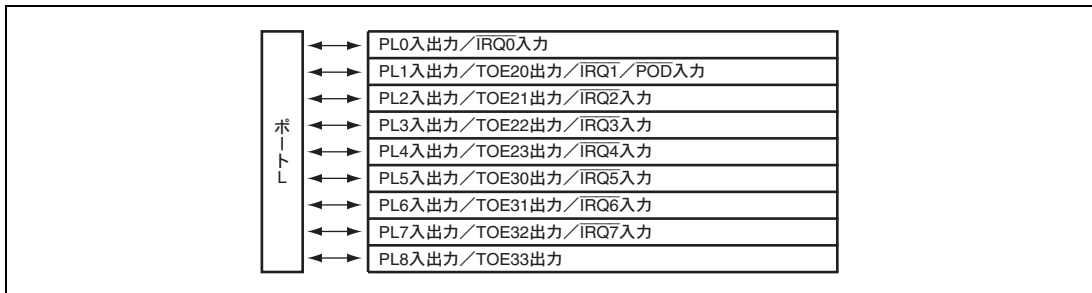 ポートL
PL0入出力／IRQ0入力
PL1入出力／TOE20出力／IRQ1／POD入力
PL2入出力／TOE21出力／IRQ2入力
PL3入出力／TOE22出力／IRQ3入力
PL4入出力／TOE23出力／IRQ4入力
PL5入出力／TOE30出力／IRQ5入力
PL6入出力／TOE31出力／IRQ6入力
PL7入出力／TOE32出力／IRQ7入力
PL8入出力／TOE33出力